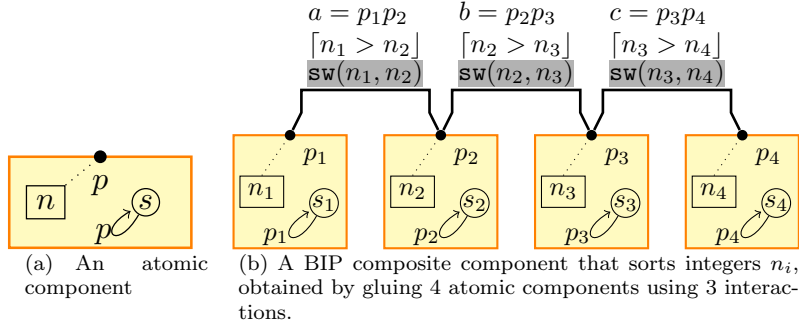 a = p₁p₂ b = p₂p₃ c = p₃p₄
⌈n₁ > n₂⌋ ⌈n₂ > n₃⌋ ⌈n₃ > n₄⌋
sw(n₁, n₂) sw(n₂, n₃) sw(n₃, n₄)
p
n s
p
p₁ p₂ p₃ p₄
n₁ n₂ n₃ n₄
s₁ s₂ s₃ s₄
p₁ p₂ p₃ p₄
(a) An atomic
component
(b) A BIP composite component that sorts integers nᵢ,
obtained by gluing 4 atomic components using 3 interac-
tions.